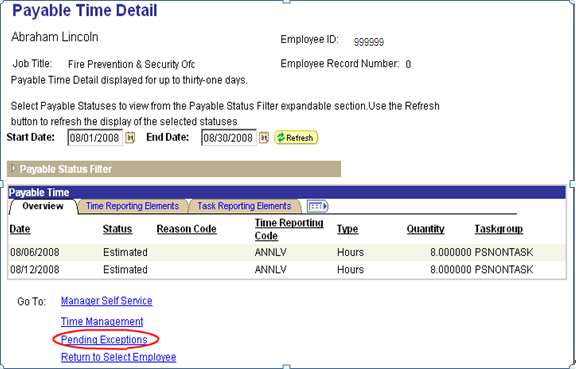 Payable Time Detail
Abraham Lincoln
Employee ID: 999999
Job Title: Fire Prevention & Security Ofc
Employee Record Number: 0
Payable Time Detail displayed for up to thirty-one days.
Select Payable Statuses to view from the Payable Status Filter expandable section.Use the Refresh
button to refresh the display of the selected statuses
Start Date: 08/01/2008 31 End Date: 08/30/2008 31 Refresh
Payable Status Filter
Payable Time
Overview Time Reporting Elements Task Reporting Elements
Date Status Reason Code Time Reporting Code Type Quantity Taskgroup
08/06/2008 Estimated ANNLV Hours 8.000000 PSNONTASK
08/12/2008 Estimated ANNLV Hours 8.000000 PSNONTASK
Go To: Manager Self Service
Time Management
Pending Exceptions
Return to Select Employee